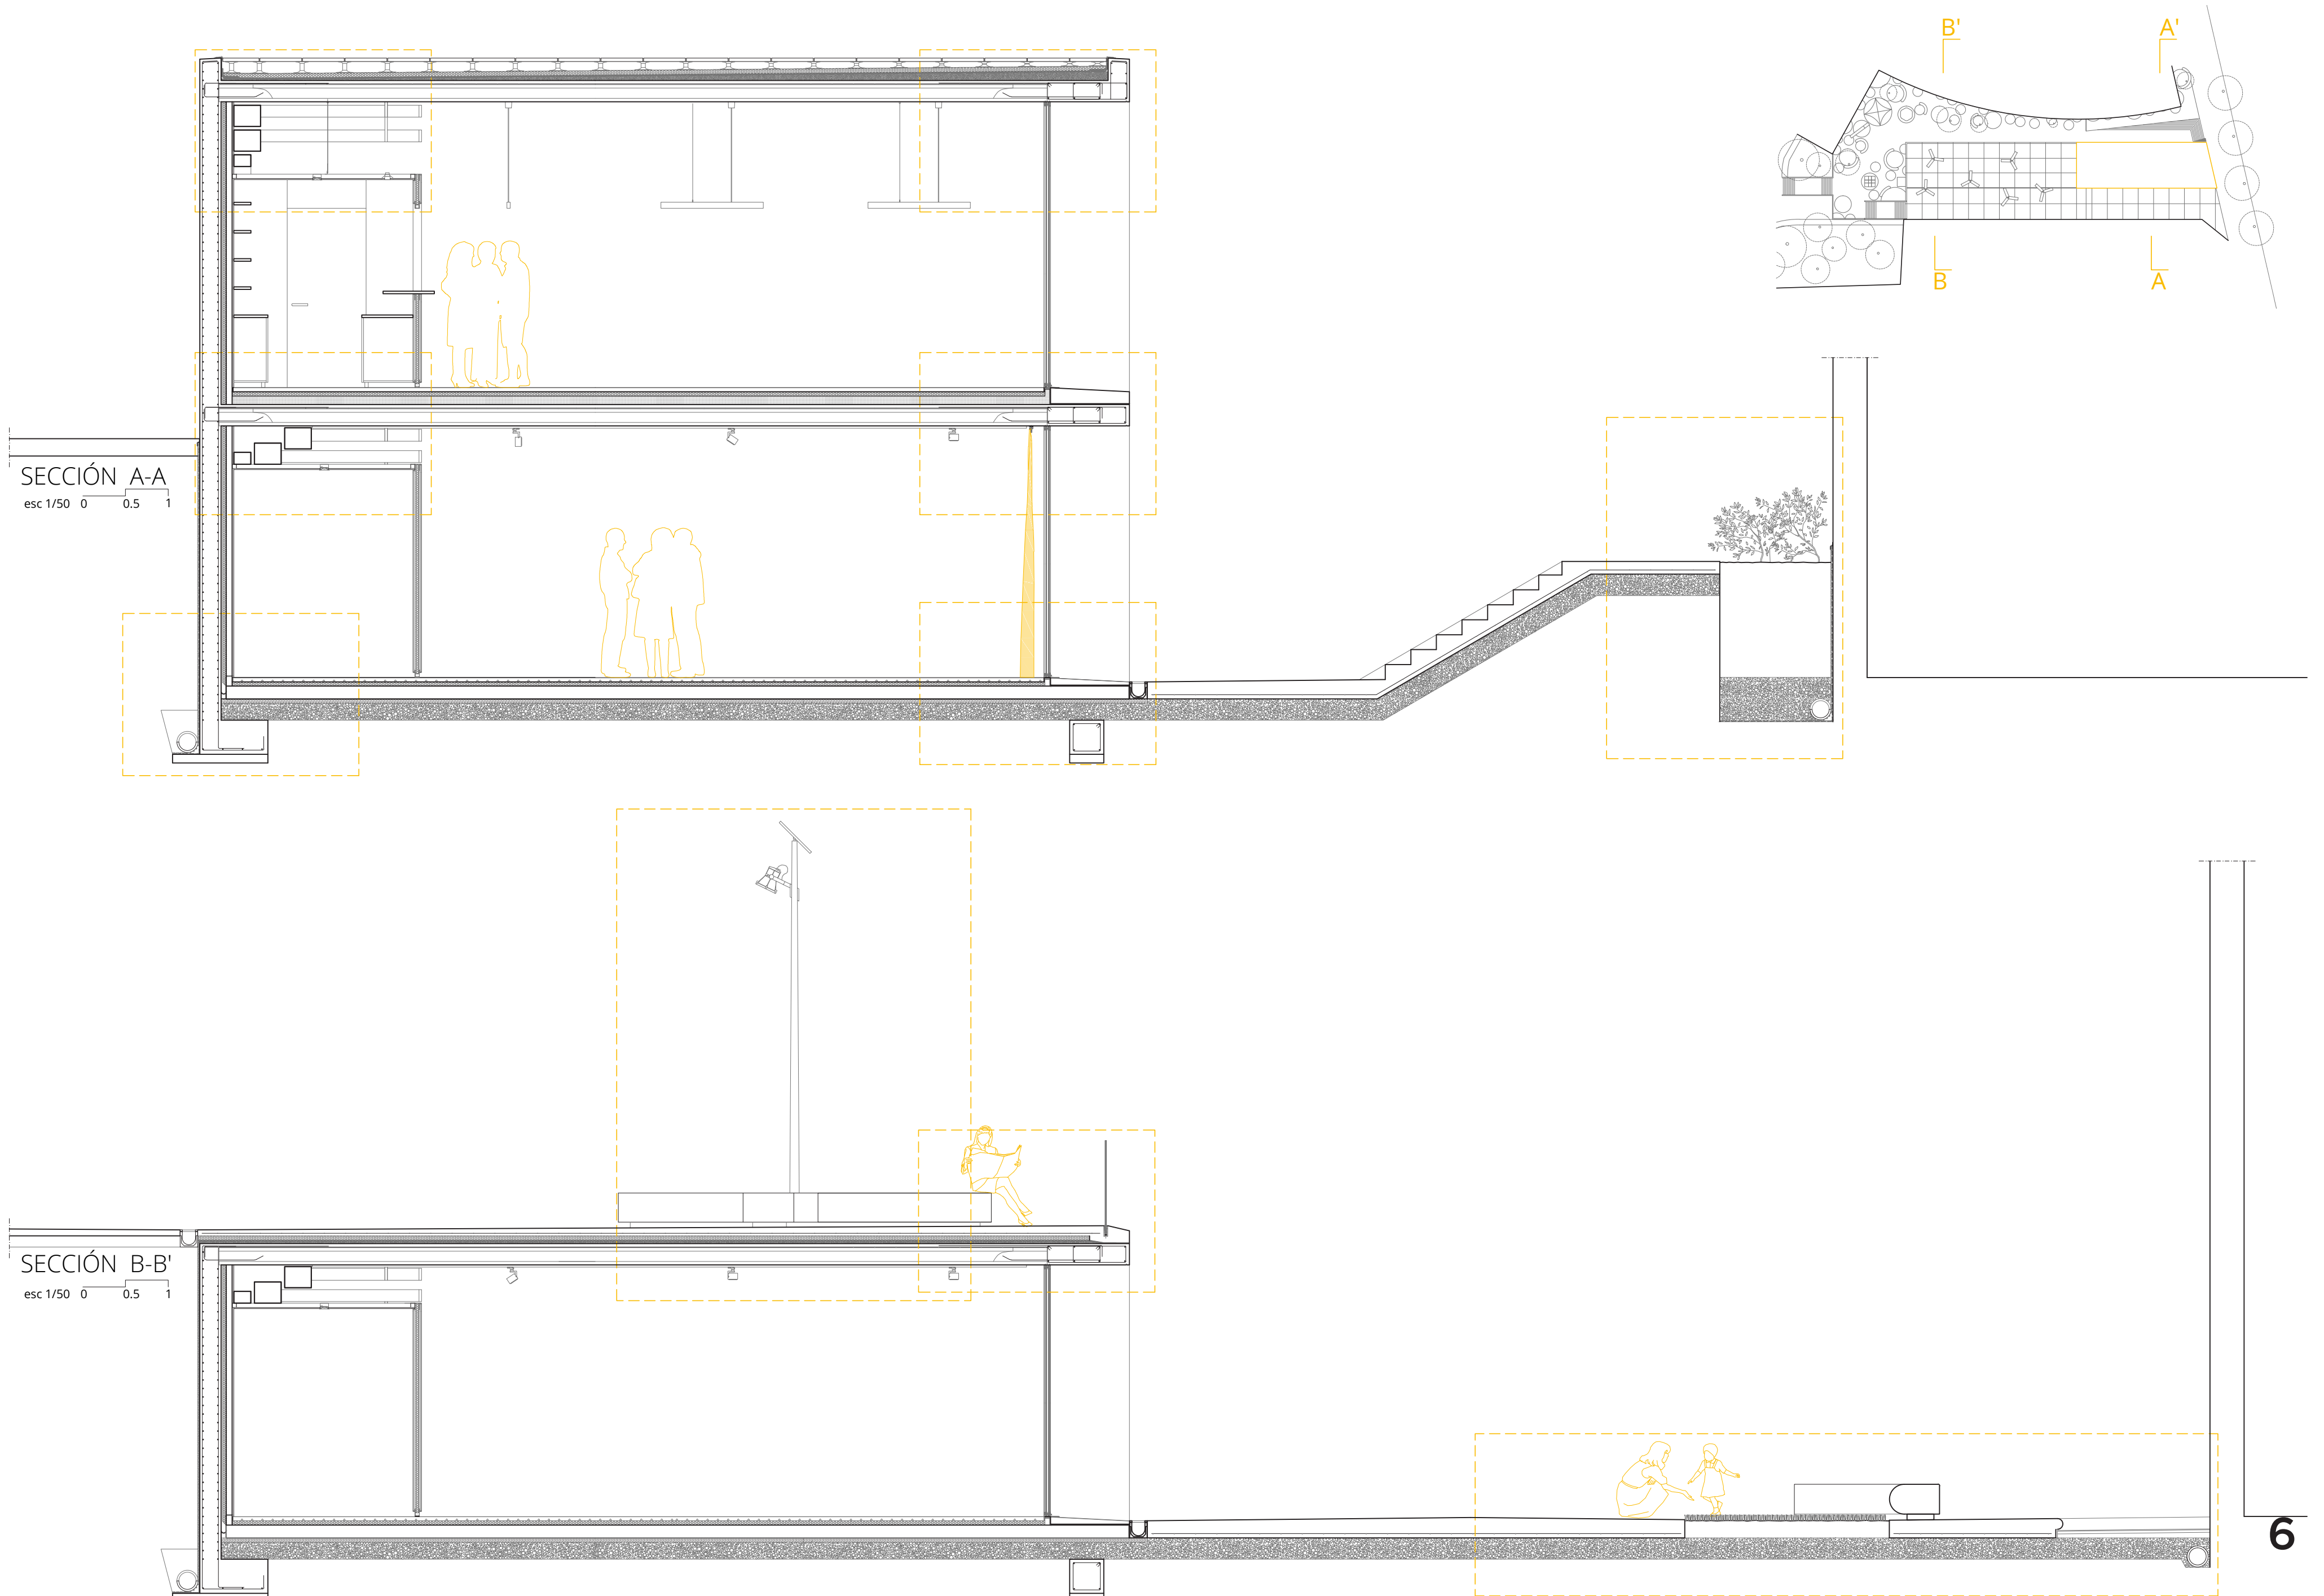 B' A'
B A
SECCIÓN A-A
esc 1/50 0 0.5 1
SECCIÓN B-B'
esc 1/50 0 0.5 1
6